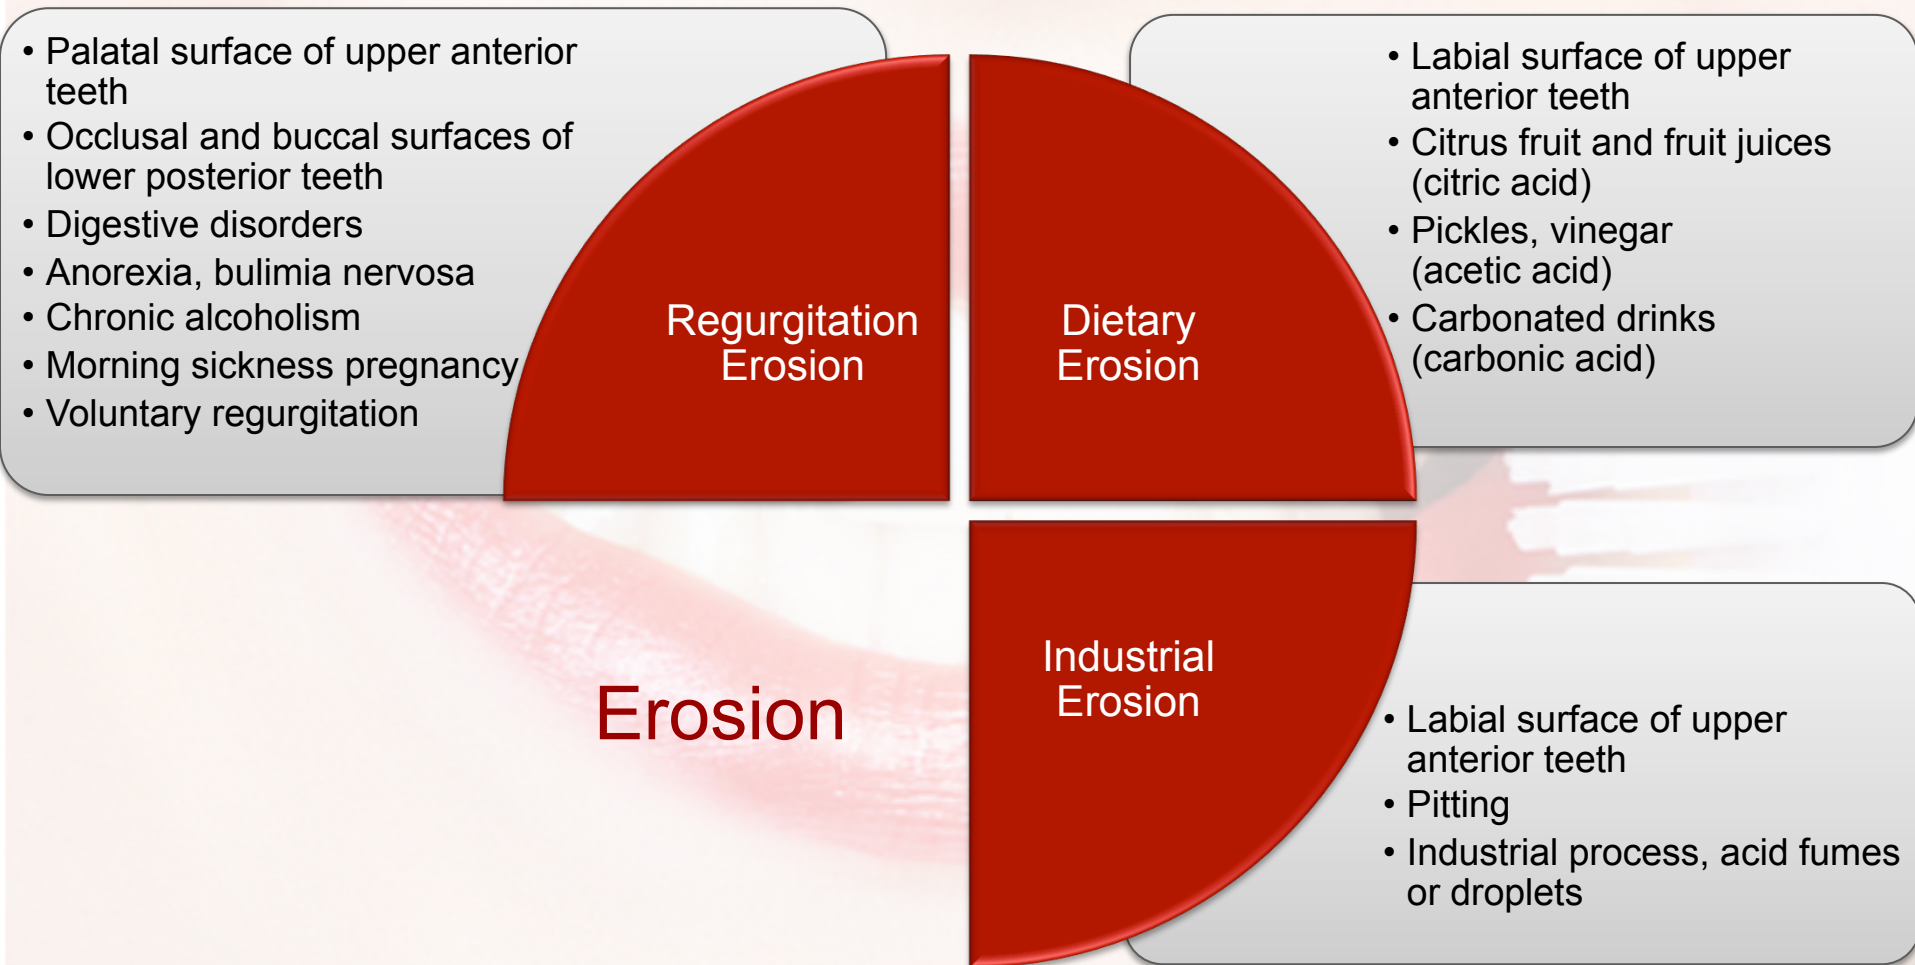 • Palatal surface of upper anterior
teeth
• Occlusal and buccal surfaces of
lower posterior teeth
• Digestive disorders
• Anorexia, bulimia nervosa
• Chronic alcoholism
• Morning sickness pregnancy
• Voluntary regurgitation
Regurgitation
Erosion
Dietary
Erosion
• Labial surface of upper
anterior teeth
• Citrus fruit and fruit juices
(citric acid)
• Pickles, vinegar
(acetic acid)
• Carbonated drinks
(carbonic acid)
Erosion
Industrial
Erosion
• Labial surface of upper
anterior teeth
• Pitting
• Industrial process, acid fumes
or droplets